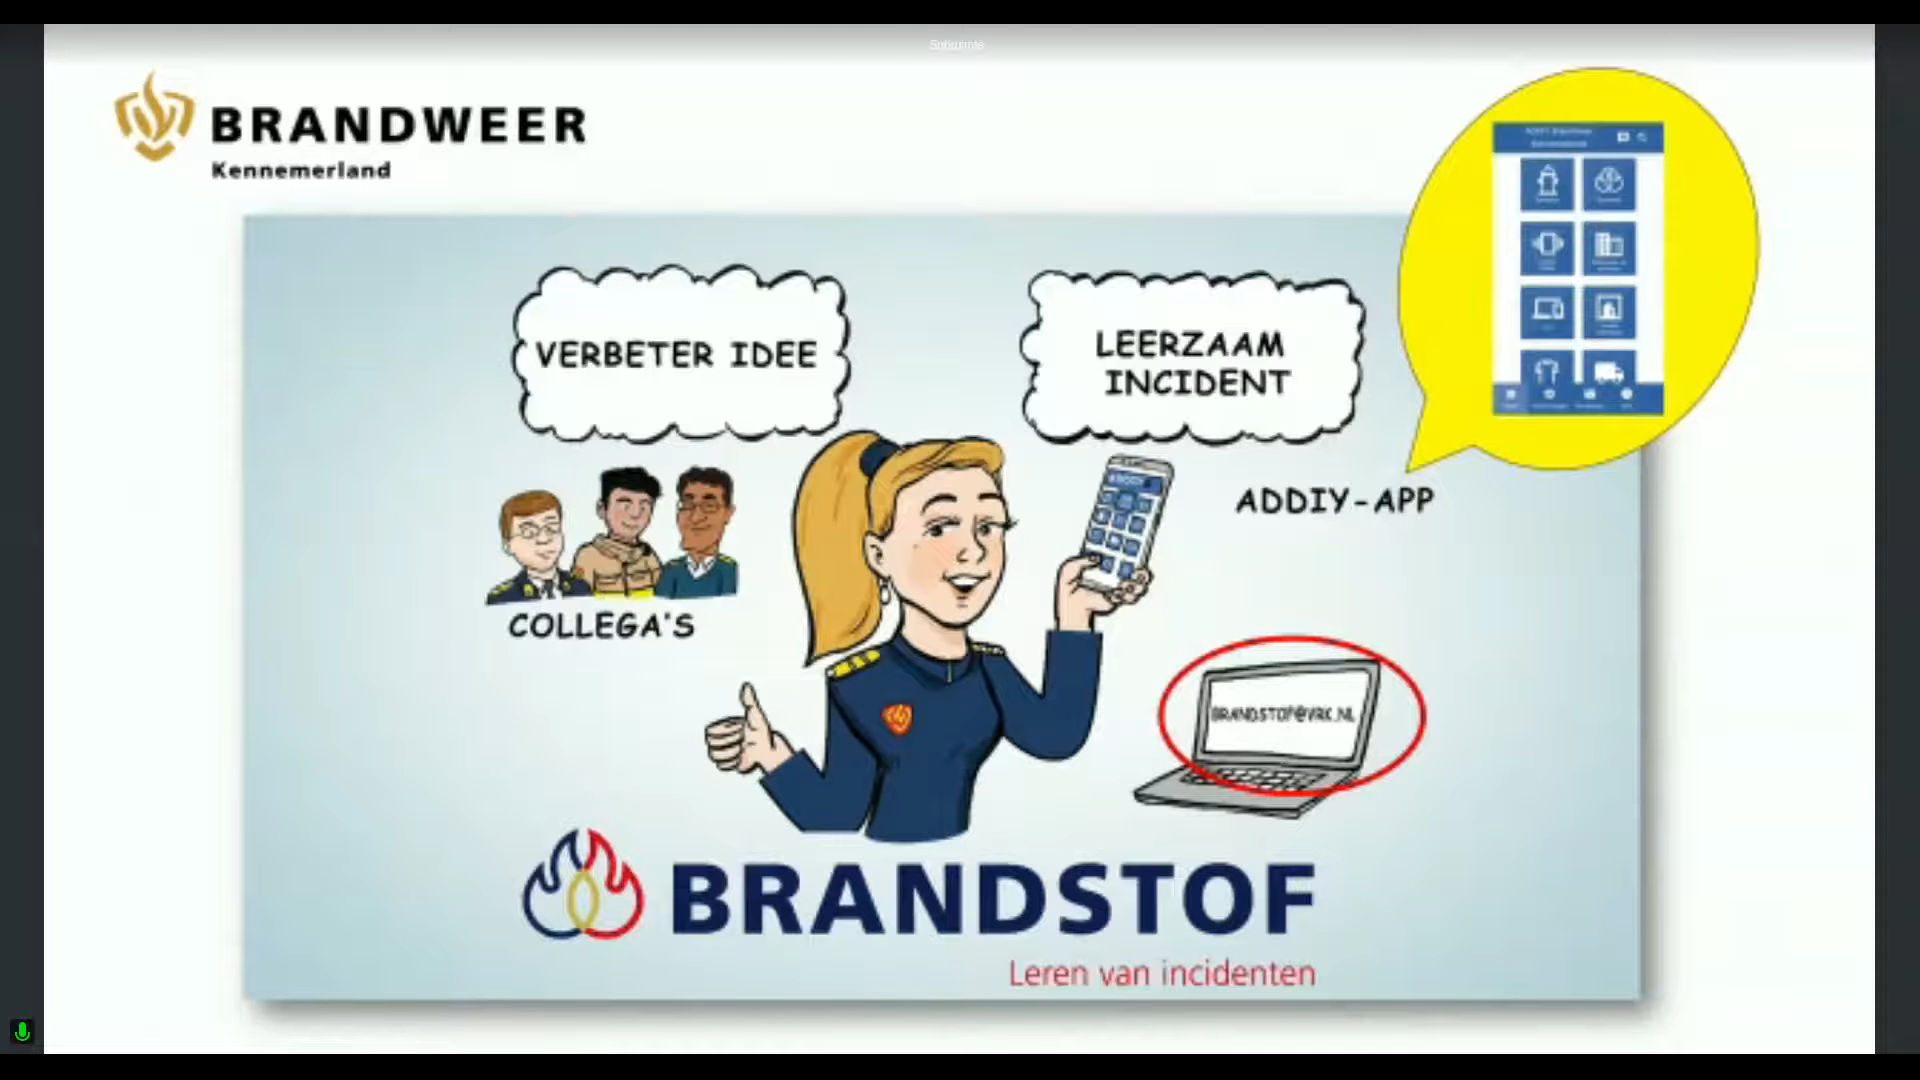 BRANDWEER
Kennemerland
VERBETER IDEE
LEERZAAM
INCIDENT
ADDIY-APP
COLLEGA'S
BRANDSTOF@VRK.NL
BRANDSTOF
Leren van incidenten